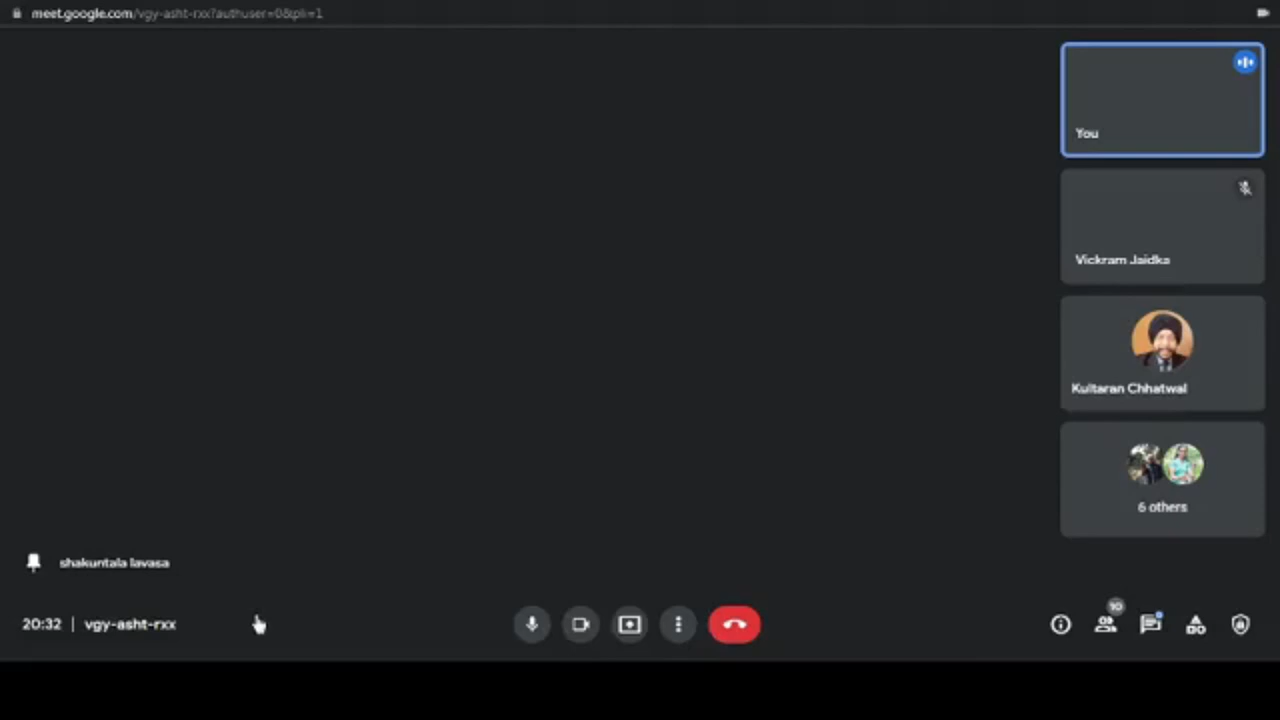 meet.google.com/vgy-asht-rxx?authuser=0&pli=1
You
Vickram Jaidka
Kultaran Chhatwal
6 others
shakuntala lavasa
20:32 | vgy-asht-rxx
10